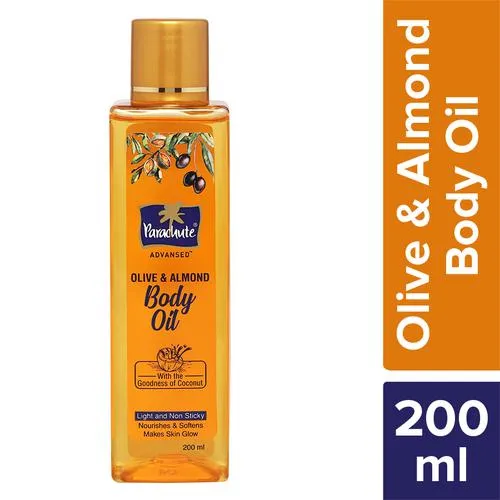 Parachute®
ADVANSED™
OLIVE & ALMOND
Body
Oil
With the
Goodness of Coconut
Light and Non Sticky
Nourishes & Softens
Makes Skin Glow
200 ml
Olive & Almond
Body Oil
200
ml